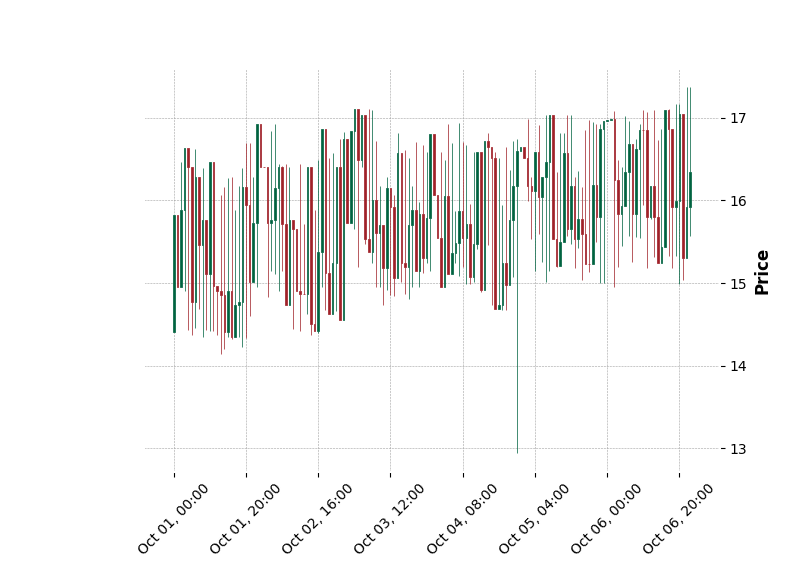 17
16
15
14
13
Price
Oct 01, 00:00
Oct 01, 20:00
Oct 02, 16:00
Oct 03, 12:00
Oct 04, 08:00
Oct 05, 04:00
Oct 06, 00:00
Oct 06, 20:00